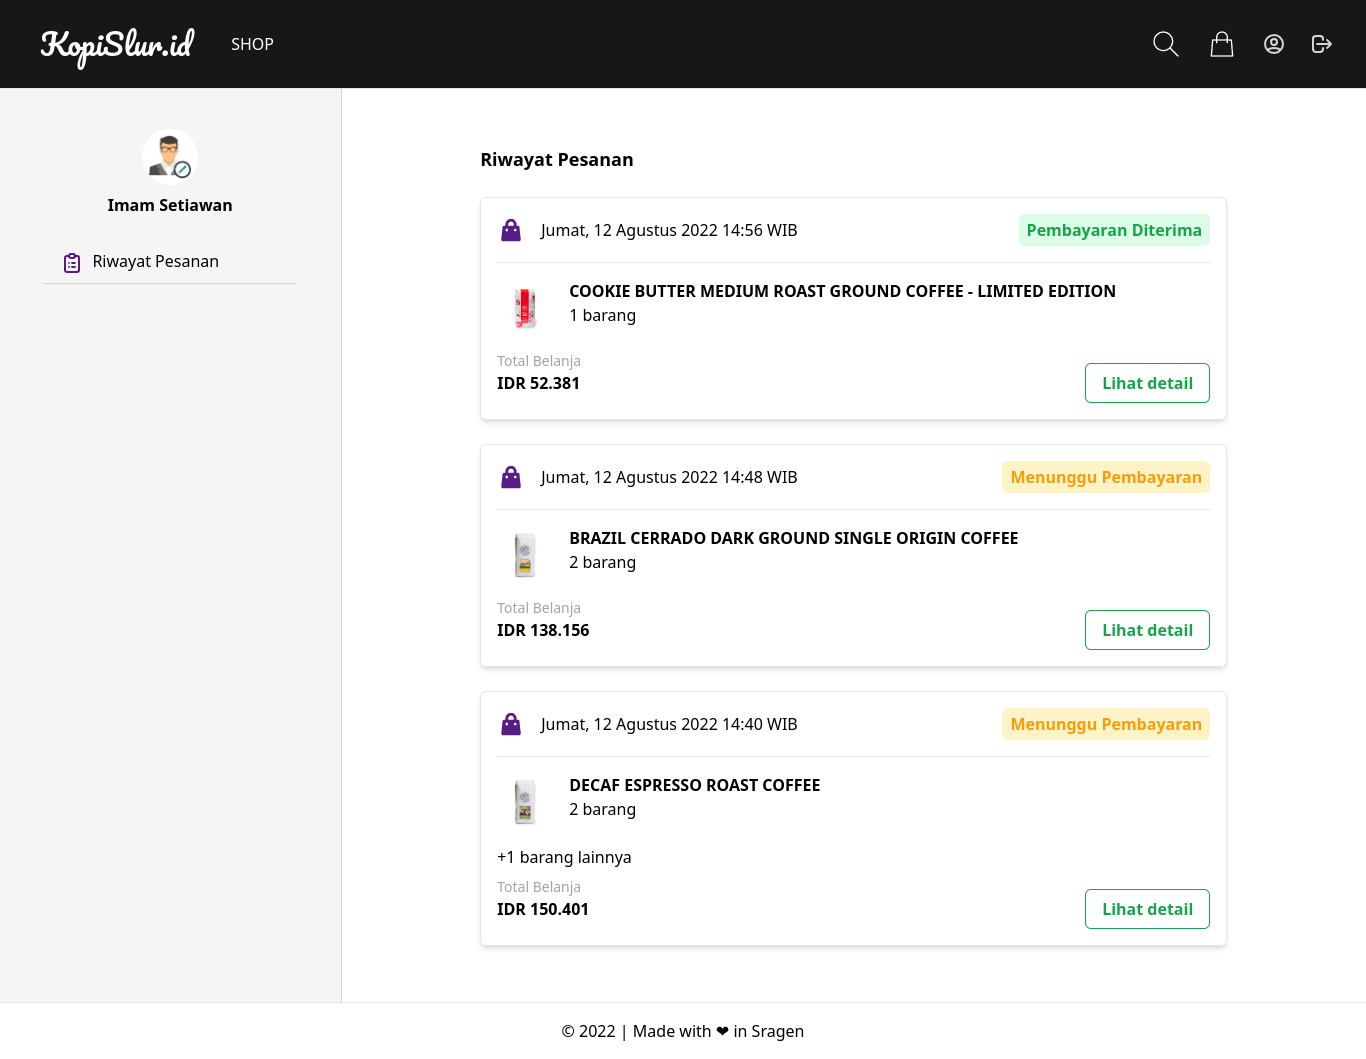 KopiSlur.id
SHOP
Imam Setiawan
Riwayat Pesanan
Riwayat Pesanan
Jumat, 12 Agustus 2022 14:56 WIB
Pembayaran Diterima
COOKIE BUTTER MEDIUM ROAST GROUND COFFEE - LIMITED EDITION
1 barang
Total Belanja
IDR 52.381
Lihat detail
Jumat, 12 Agustus 2022 14:48 WIB
Menunggu Pembayaran
BRAZIL CERRADO DARK GROUND SINGLE ORIGIN COFFEE
2 barang
Total Belanja
IDR 138.156
Lihat detail
Jumat, 12 Agustus 2022 14:40 WIB
Menunggu Pembayaran
DECAF ESPRESSO ROAST COFFEE
2 barang
+1 barang lainnya
Total Belanja
IDR 150.401
Lihat detail
© 2022 | Made with ❤ in Sragen